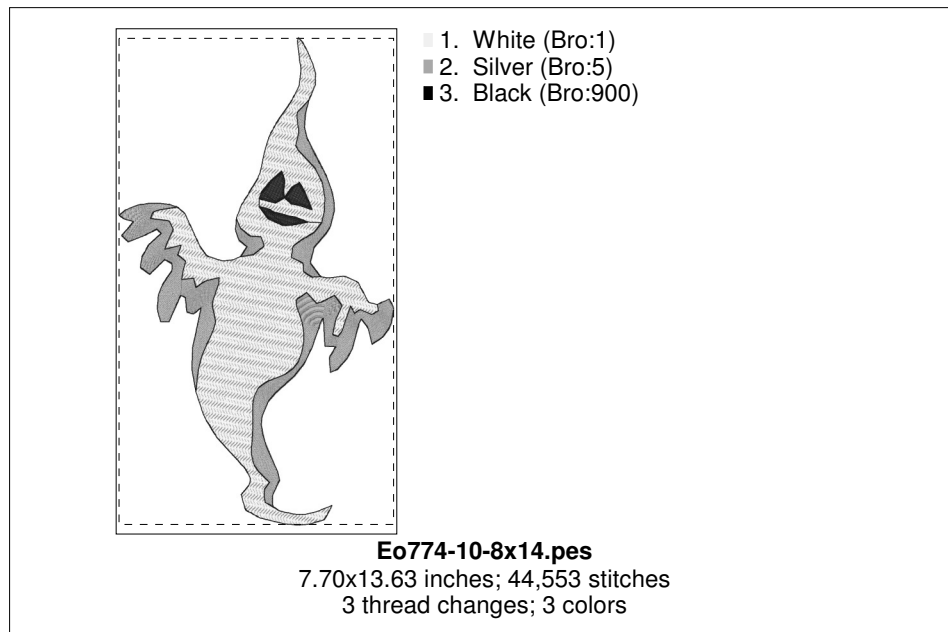 1. White (Bro:1)
2. Silver (Bro:5)
3. Black (Bro:900)
Eo774-10-8x14.pes
7.70x13.63 inches; 44,553 stitches
3 thread changes; 3 colors